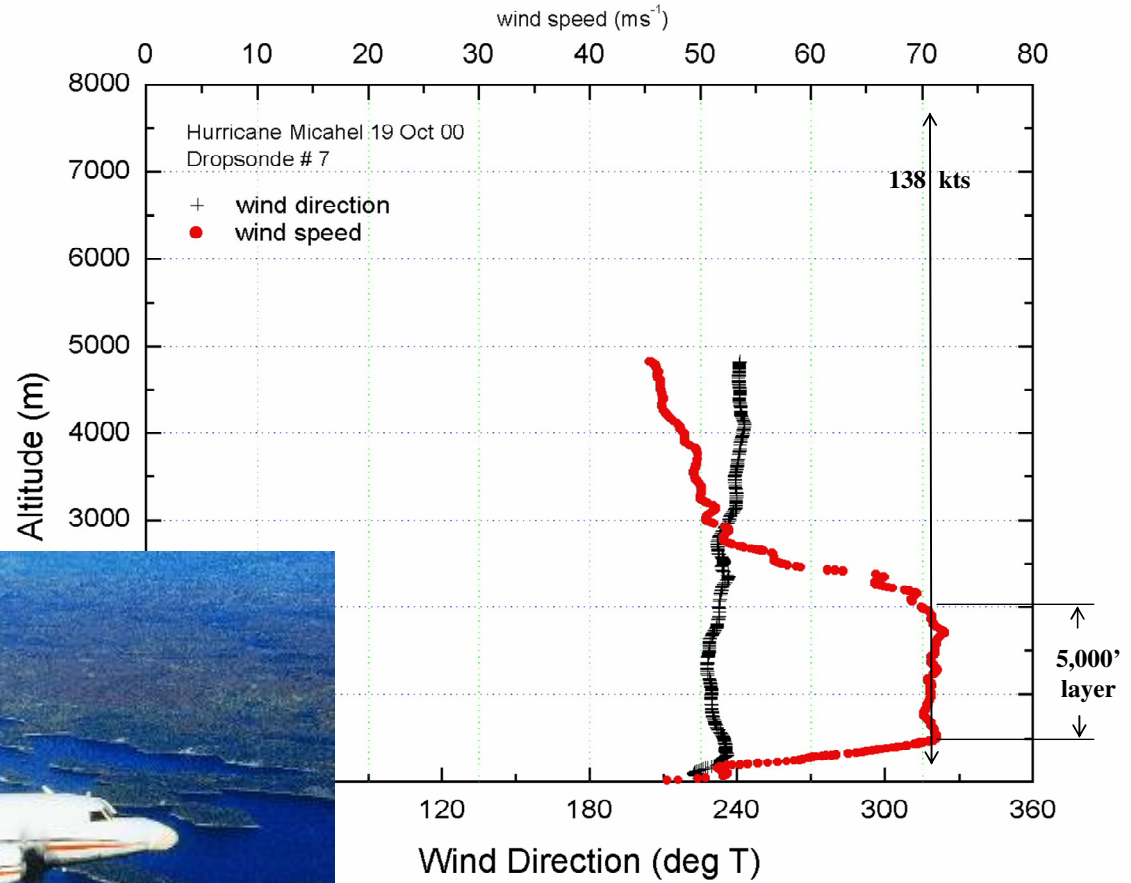 wind speed (ms-1)
0 10 20 30 40 50 60 70 80
8000
Hurricane Micahel 19 Oct 00
Dropsonde # 7
wind direction
wind speed
7000
138 kts
6000
5000
4000
3000
Altitude (m)
5,000’
layer
120 180 240 300 360
Wind Direction (deg T)